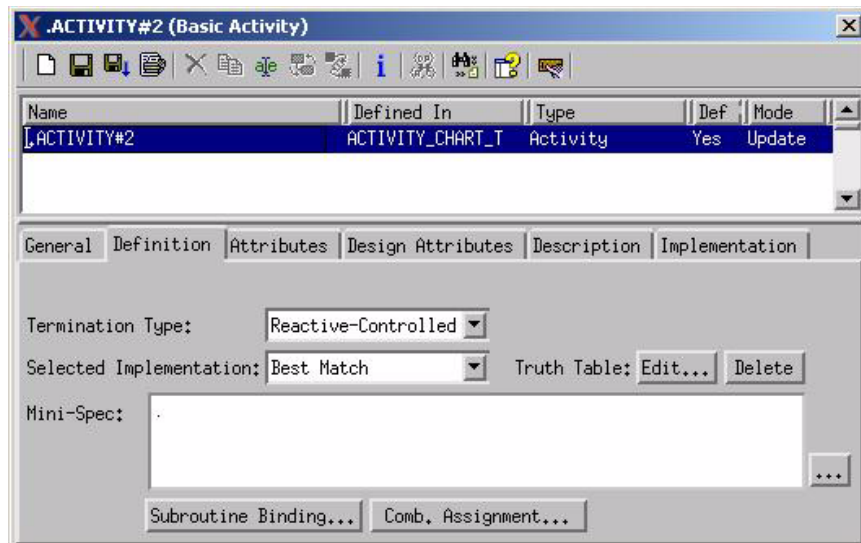 .ACTIVITY#2 (Basic Activity)
Name Defined In Type Def Mode
.ACTIVITY#2 ACTIVITY_CHART_T Activity Yes Update
General Definition Attributes Design Attributes Description Implementation
Termination Type: Reactive-Controlled
Selected Implementation: Best Match Truth Table: Edit... Delete
Mini-Spec: .
...
Subroutine Binding... Comb. Assignment...